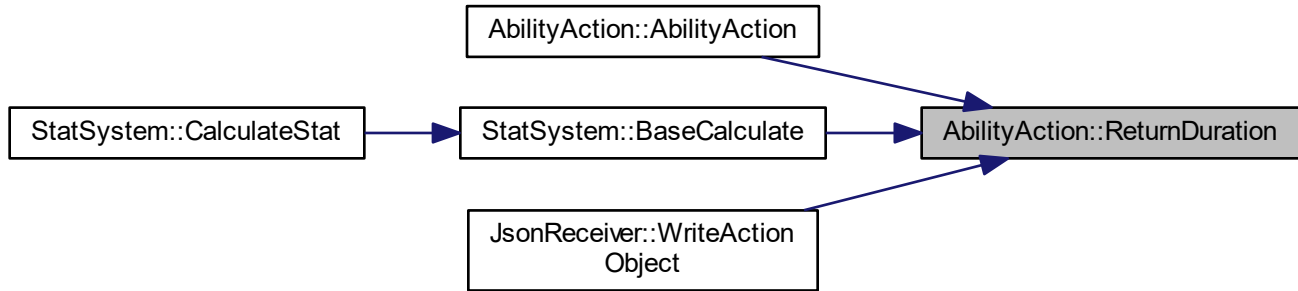 AbilityAction::AbilityAction
StatSystem::CalculateStat
StatSystem::BaseCalculate
AbilityAction::ReturnDuration
JsonReceiver::WriteAction
Object